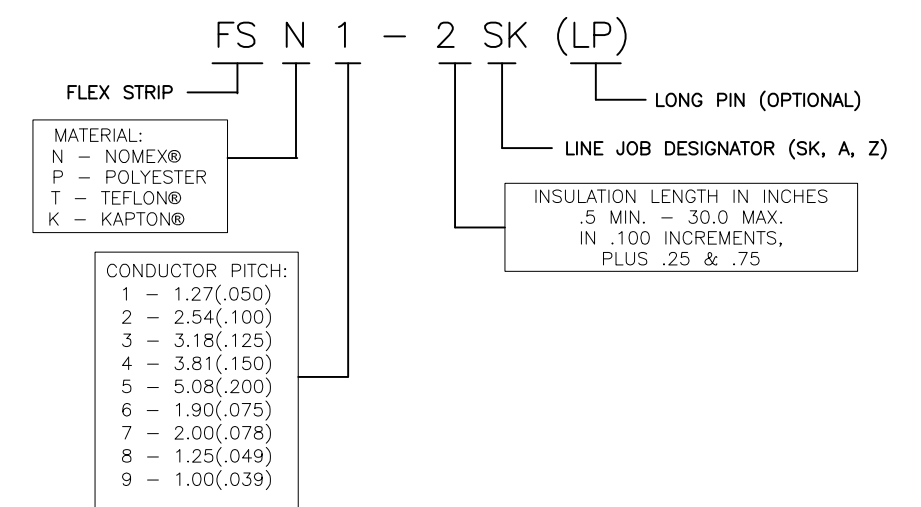 FS N 1 - 2 SK (LP)
FLEX STRIP
LONG PIN (OPTIONAL)
LINE JOB DESIGNATOR (SK, A, Z)
MATERIAL:
N - NOMEX®
P - POLYESTER
T - TEFLON®
K - KAPTON®
INSULATION LENGTH IN INCHES
.5 MIN. - 30.0 MAX.
IN .100 INCREMENTS,
PLUS .25 & .75
CONDUCTOR PITCH:
1 - 1.27(.050)
2 - 2.54(.100)
3 - 3.18(.125)
4 - 3.81(.150)
5 - 5.08(.200)
6 - 1.90(.075)
7 - 2.00(.078)
8 - 1.25(.049)
9 - 1.00(.039)